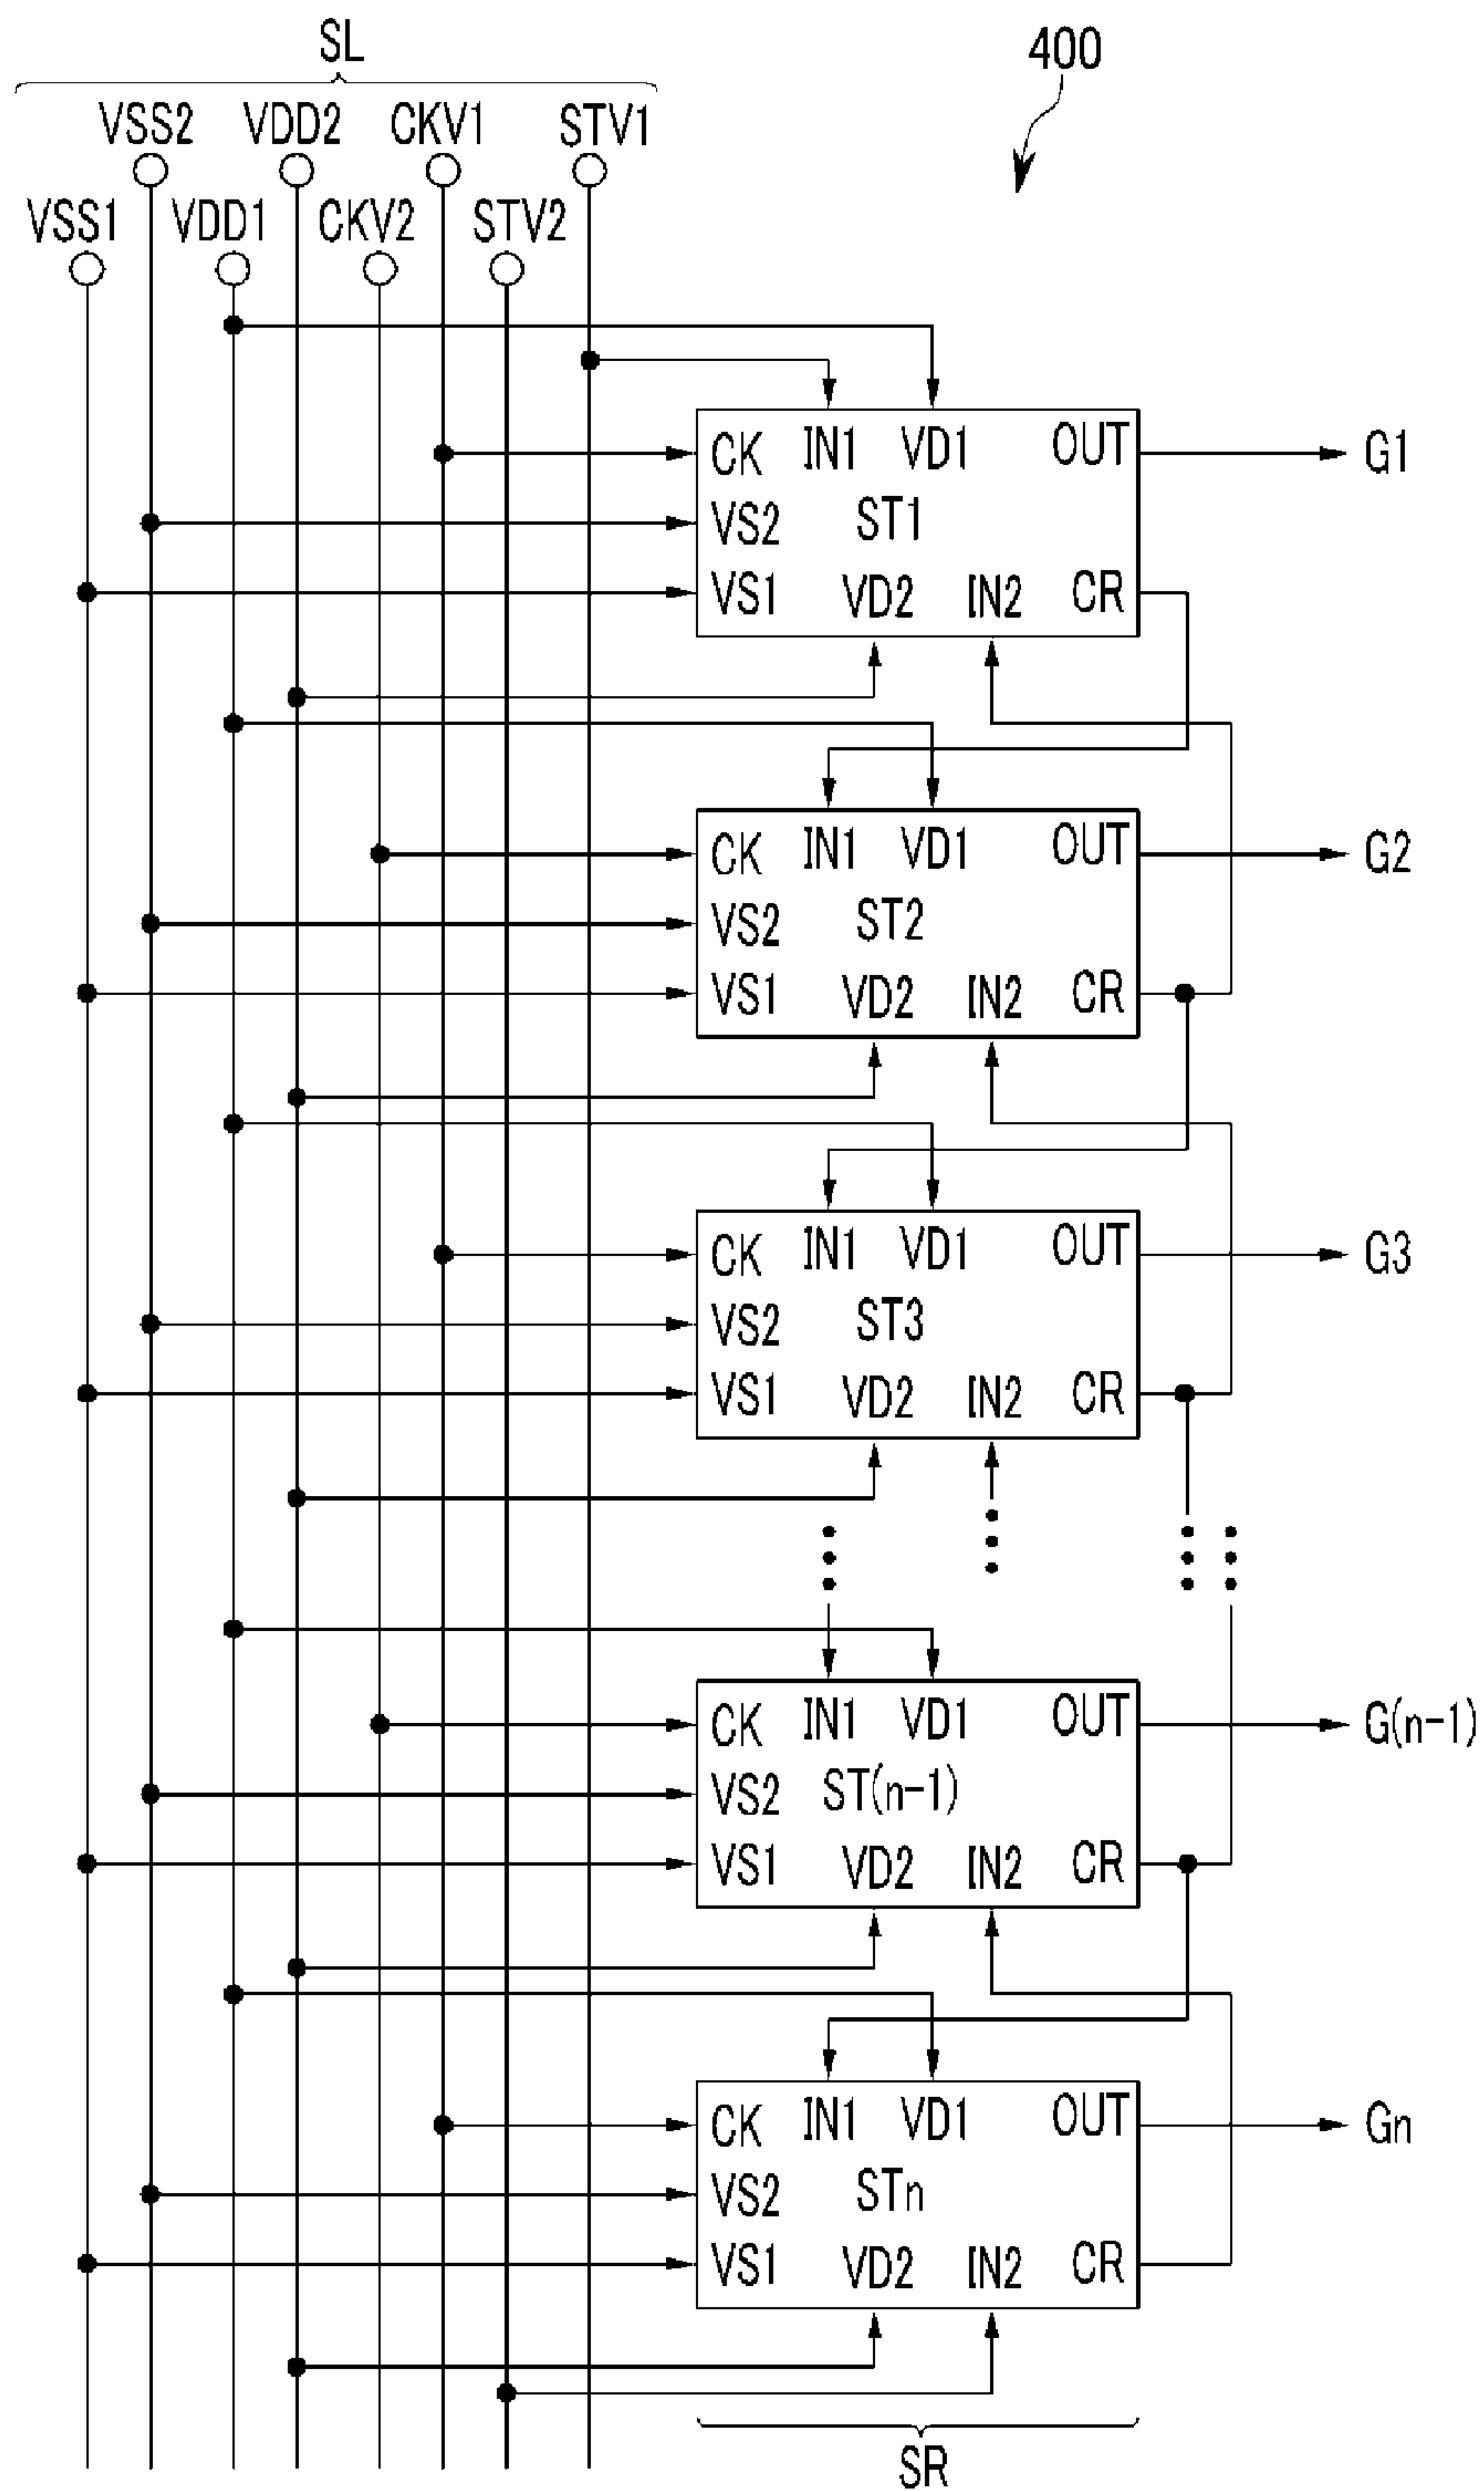 SL
400
VSS2 VDD2 CKV1 STV1
VSS1 VDD1 CKV2 STV2
CK IN1 VD1 OUT G1
VS2 ST1
VS1 VD2 IN2 CR
CK IN1 VD1 OUT G2
VS2 ST2
VS1 VD2 IN2 CR
CK IN1 VD1 OUT G3
VS2 ST3
VS1 VD2 IN2 CR
CK IN1 VD1 OUT G(n-1)
VS2 ST(n-1)
VS1 VD2 IN2 CR
CK IN1 VD1 OUT Gn
VS2 STn
VS1 VD2 IN2 CR
SR